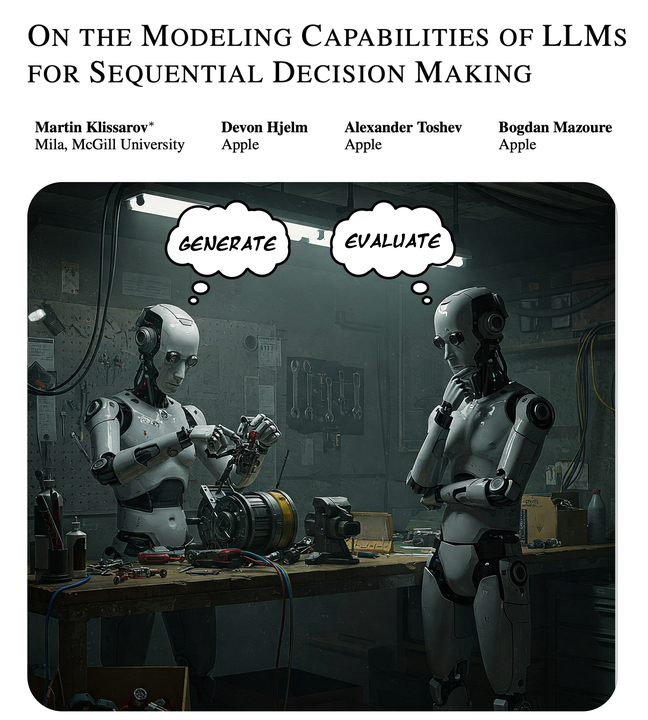 ON THE MODELING CAPABILITIES OF LLMS
FOR SEQUENTIAL DECISION MAKING
Martin Klissarov* Devon Hjelm Alexander Toshev Bogdan Mazoure
Mila, McGill University Apple Apple Apple
GENERATE EVALUATE